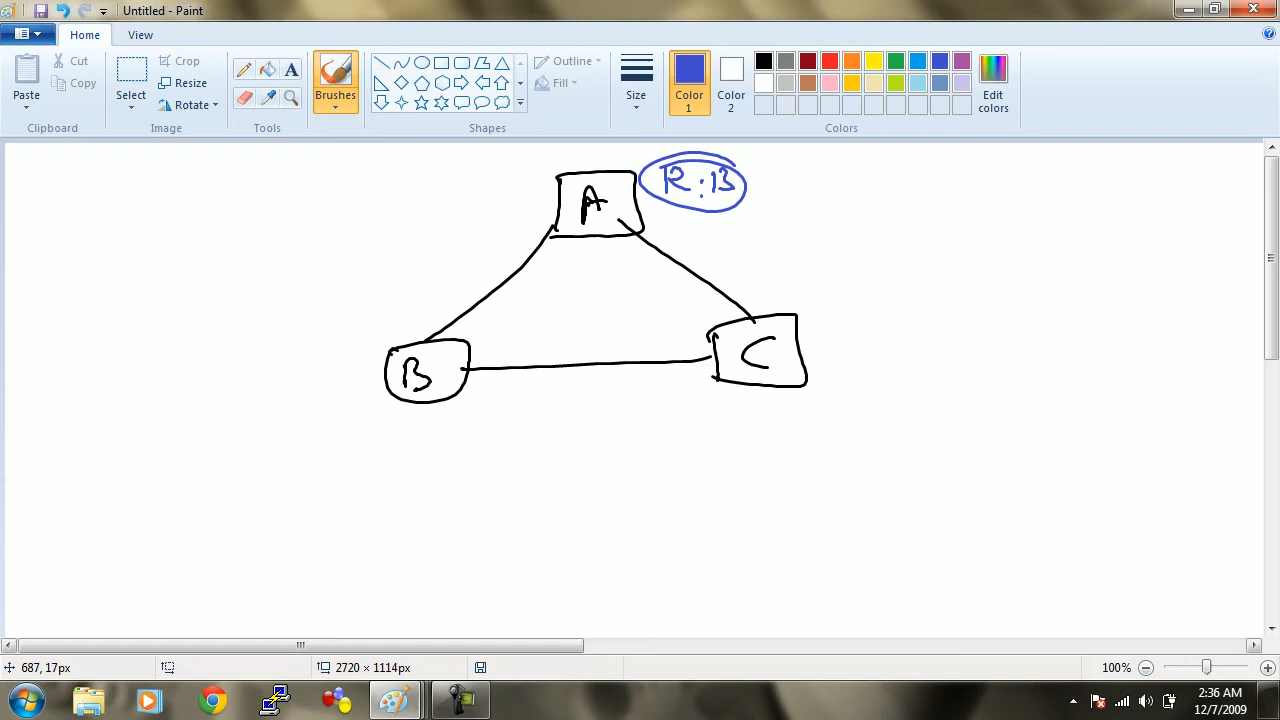 Untitled - Paint
Home
View
Paste
Cut
Copy
Clipboard
Select
Crop
Resize
Rotate
Image
Tools
Brushes
Shapes
Outline
Fill
Size
Color
1
Color
2
Edit
colors
Colors
A
R:B
B
C
687, 17px
2720 × 1114px
100%
2:36 AM
12/7/2009